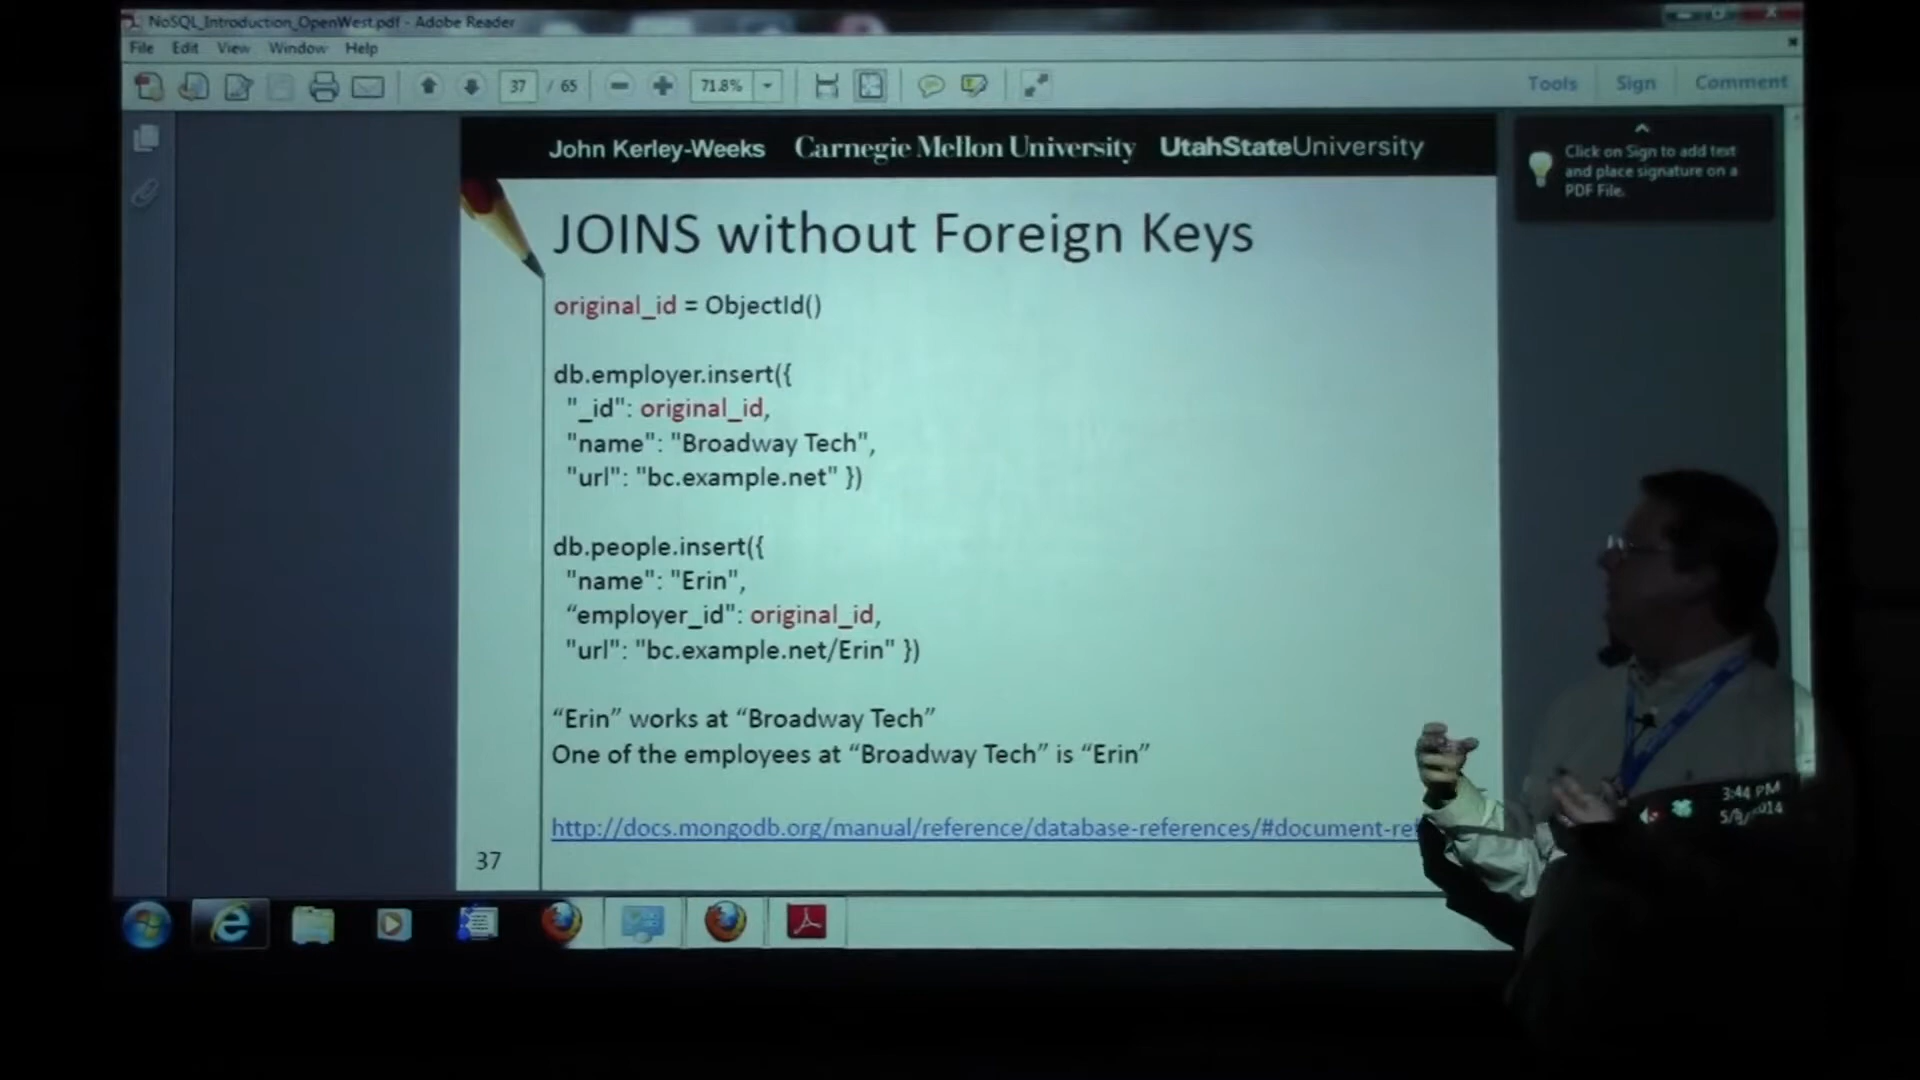 NoSQL_Introduction_OpenWest.pdf - Adobe Reader
File Edit View Window Help
37 / 65 71.8% Tools Sign Comment
John Kerley-Weeks Carnegie Mellon University UtahStateUniversity
Click on Sign to add text
and place signature on a
PDF File.
JOINS without Foreign Keys
original_id = ObjectId()
db.employer.insert({
"_id": original_id,
"name": "Broadway Tech",
"url": "bc.example.net" })
db.people.insert({
"name": "Erin",
“employer_id": original_id,
"url": "bc.example.net/Erin" })
“Erin” works at “Broadway Tech”
One of the employees at “Broadway Tech” is “Erin”
http://docs.mongodb.org/manual/reference/database-references/#document-ref
37
3:44 PM